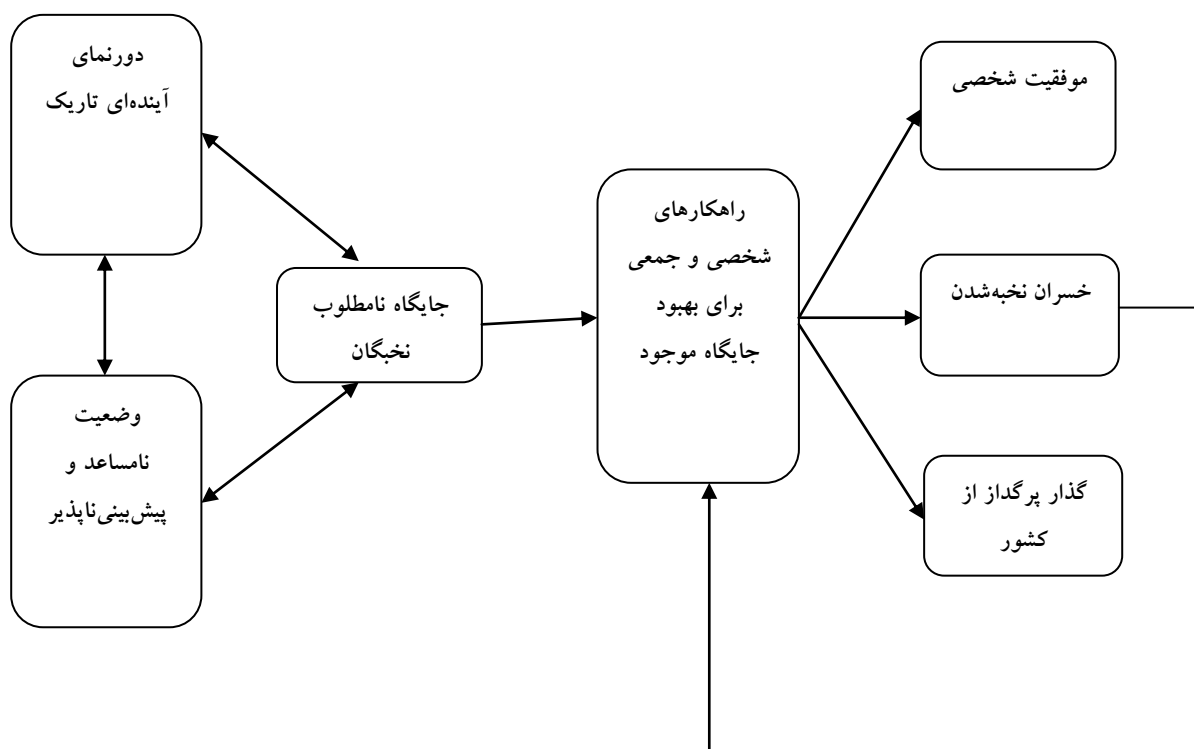 دورنمای
آینده‌ای تاریک
وضعیت
نامساعد و
پیش‌بینی‌ناپذیر
جایگاه نامطلوب
نخبگان
راهکارهای
شخصی و جمعی
برای بهبود
جایگاه موجود
موفقیت شخصی
خسران نخبه‌شدن
گذار پرگداز از
کشور